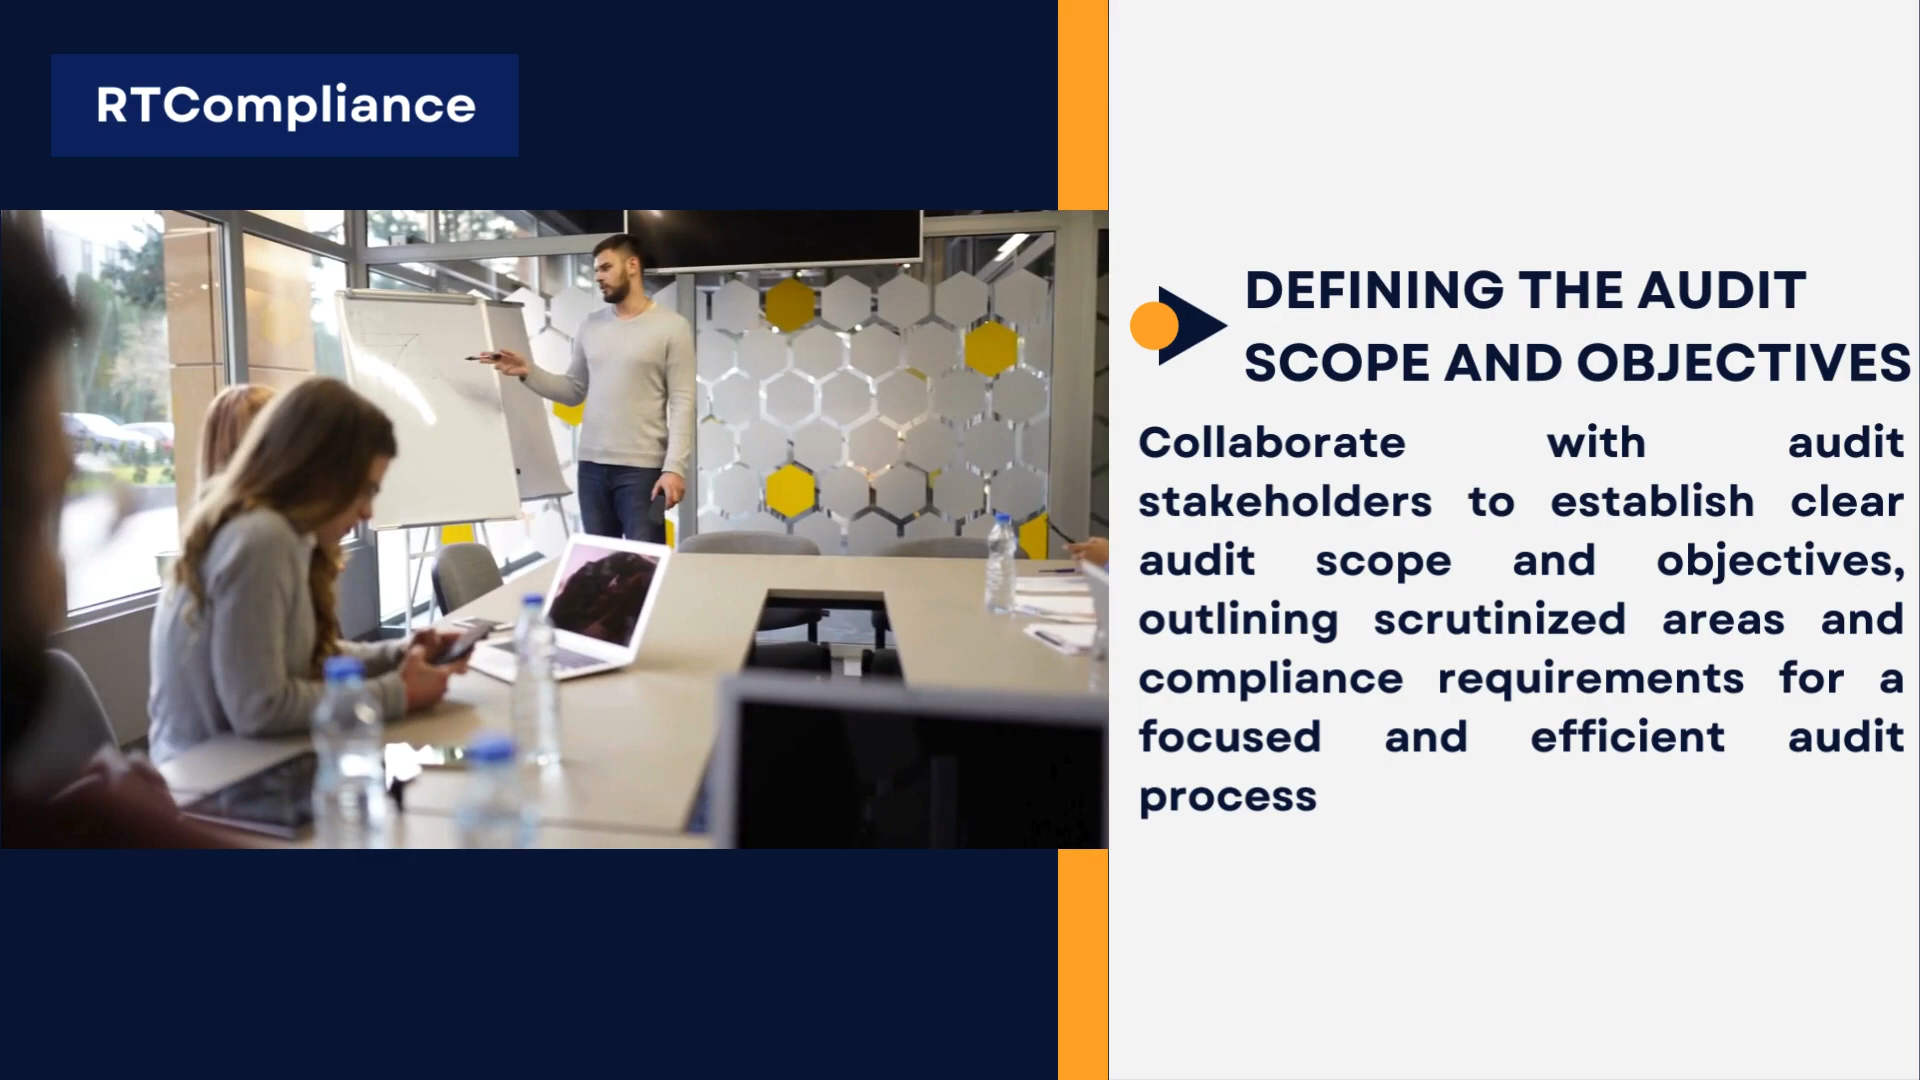 RTCompliance
DEFINING THE AUDIT
SCOPE AND OBJECTIVES
Collaborate with audit
stakeholders to establish clear
audit scope and objectives,
outlining scrutinized areas and
compliance requirements for a
focused and efficient audit
process